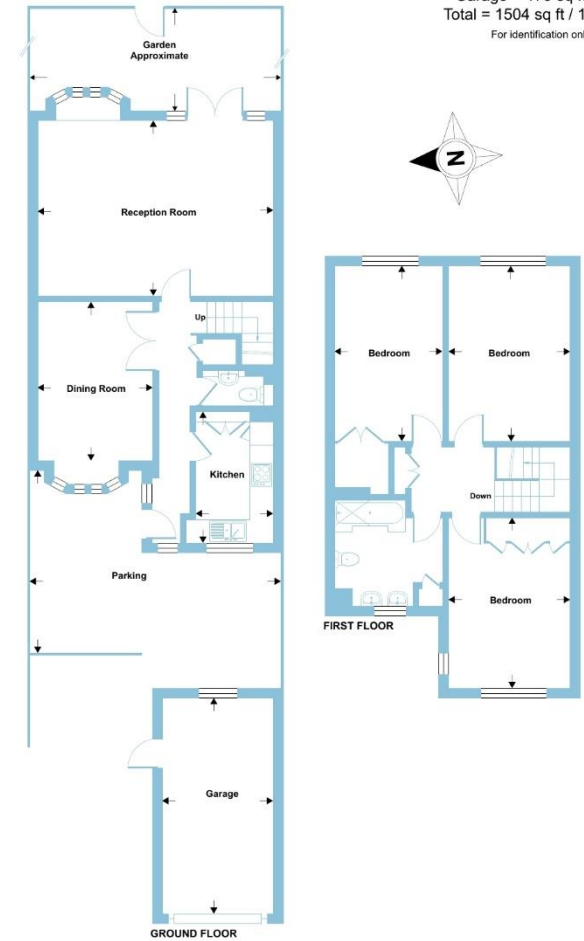 Total = 1504 sq ft / 1
For identification onl
Garden
Approximate
Reception Room
Up
Dining Room
Kitchen
Parking
Garage
GROUND FLOOR
N
Bedroom
Bedroom
Down
Bedroom
FIRST FLOOR